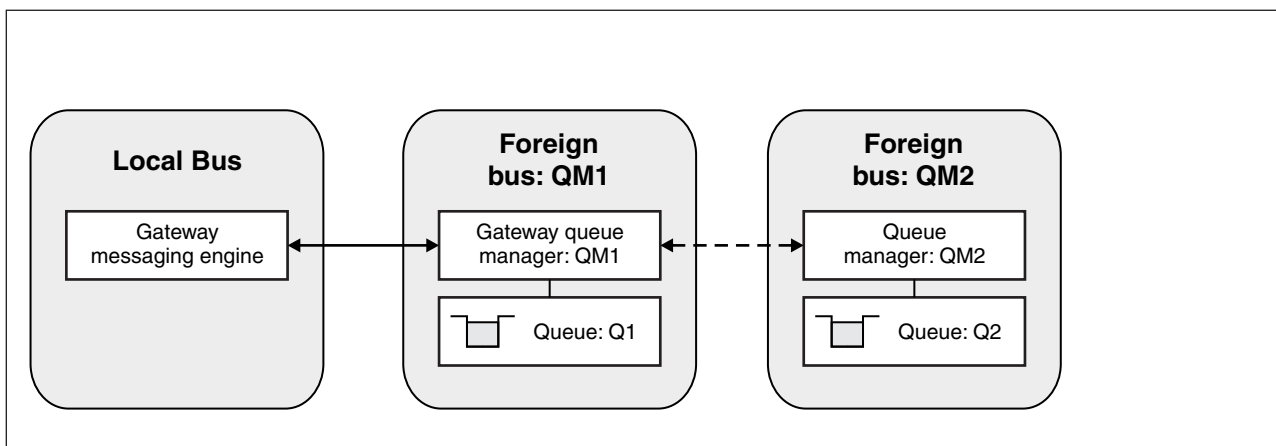 Local Bus
Gateway
messaging engine
Foreign
bus: QM1
Gateway queue
manager: QM1
Queue: Q1
Foreign
bus: QM2
Queue
manager: QM2
Queue: Q2